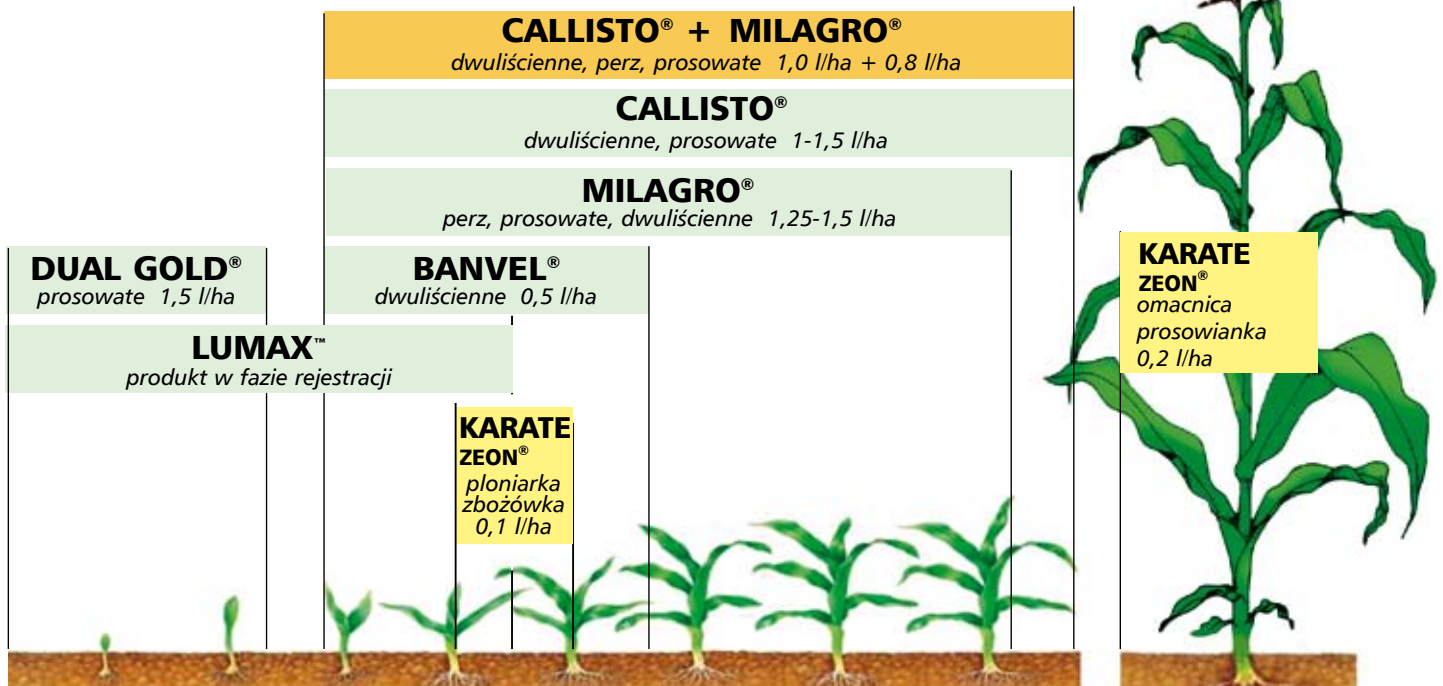 CALLISTO® + MILAGRO®
dwuliścienne, perz, prosowate 1,0 l/ha + 0,8 l/ha
CALLISTO®
dwuliścienne, prosowate 1-1,5 l/ha
MILAGRO®
perz, prosowate, dwuliścienne 1,25-1,5 l/ha
DUAL GOLD®
prosowate 1,5 l/ha
BANVEL®
dwuliścienne 0,5 l/ha
LUMAX™
produkt w fazie rejestracji
KARATE
ZEON®
ploniarka
zbożówka
0,1 l/ha
KARATE
ZEON®
omacnica
prosowianka
0,2 l/ha